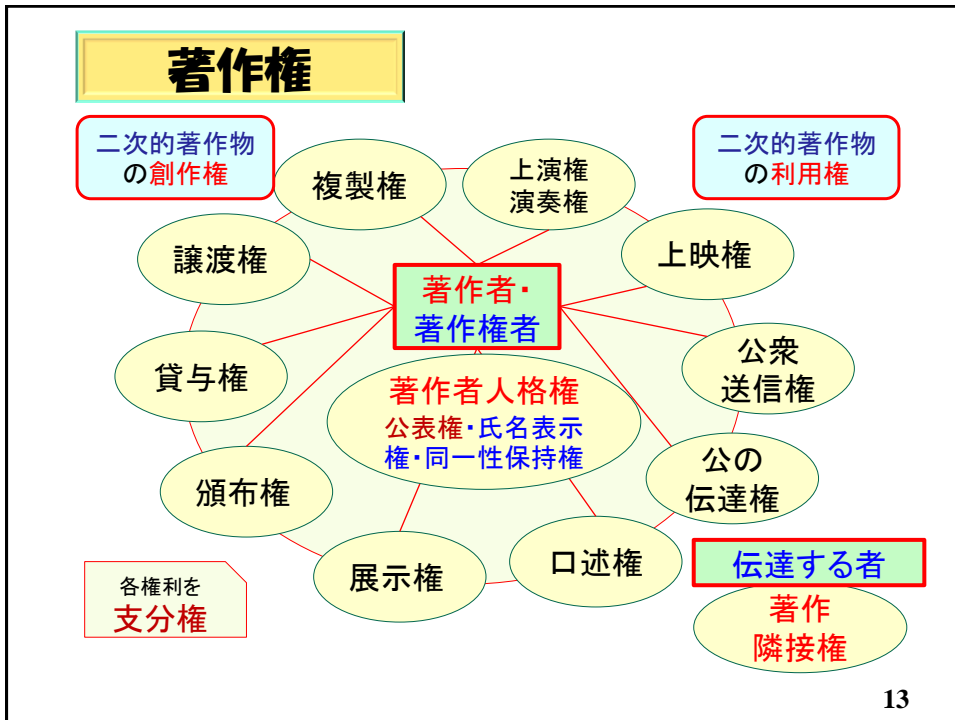 著作権
二次的著作物
の創作権
二次的著作物
の利用権
複製権
上演権
演奏権
譲渡権
上映権
著作者・
著作権者
貸与権
公衆
送信権
著作者人格権
公表権・氏名表示
権・同一性保持権
頒布権
公の
伝達権
展示権
口述権
各権利を
支分権
伝達する者
著作
隣接権
13